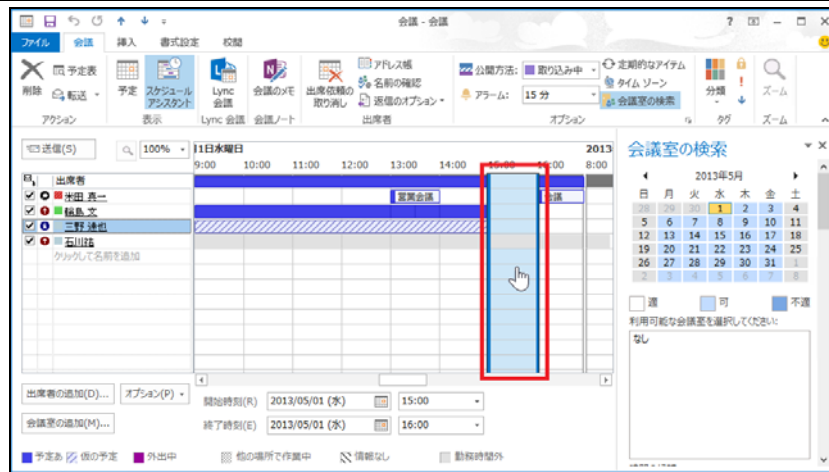 会議 - 会議
ファイル 会議 挿入 書式設定 校閲
削除
予定表
転送
アクション
予定
スケジュール
アシスタント
表示
Lync
会議
Lync 会議
会議のメモ
会議ノート
出席依頼の
取り消し
アドレス帳
名前の確認
返信のオプション
出席者
公開方法: 取り込み中
アラーム: 15 分
定期的なアイテム
タイム ゾーン
会議室の検索
オプション
分類
タグ
ズーム
ズーム
送信(S)
100%
11日水曜日 2013
9:00 10:00 11:00 12:00 13:00 14:00 15:00 16:00 8:00
出席者
米田 真一
営業会議
会議
輪島 文
三野 達也
石川 祐
クリックして名前を追加
出席者の追加(D)... オプション(P)
会議室の追加(M)...
開始時刻(R) 2013/05/01 (水) 15:00
終了時刻(E) 2013/05/01 (水) 16:00
予定あり 仮の予定 外出中 他の場所で作業中 情報なし 勤務時間外
会議室の検索
2013年5月
日 月 火 水 木 金 土
28 29 30 1 2 3 4
5 6 7 8 9 10 11
12 13 14 15 16 17 18
19 20 21 22 23 24 25
26 27 28 29 30 31 1
2 3 4 5 6 7 8
適 可 不適
利用可能な会議室を選択してください:
なし